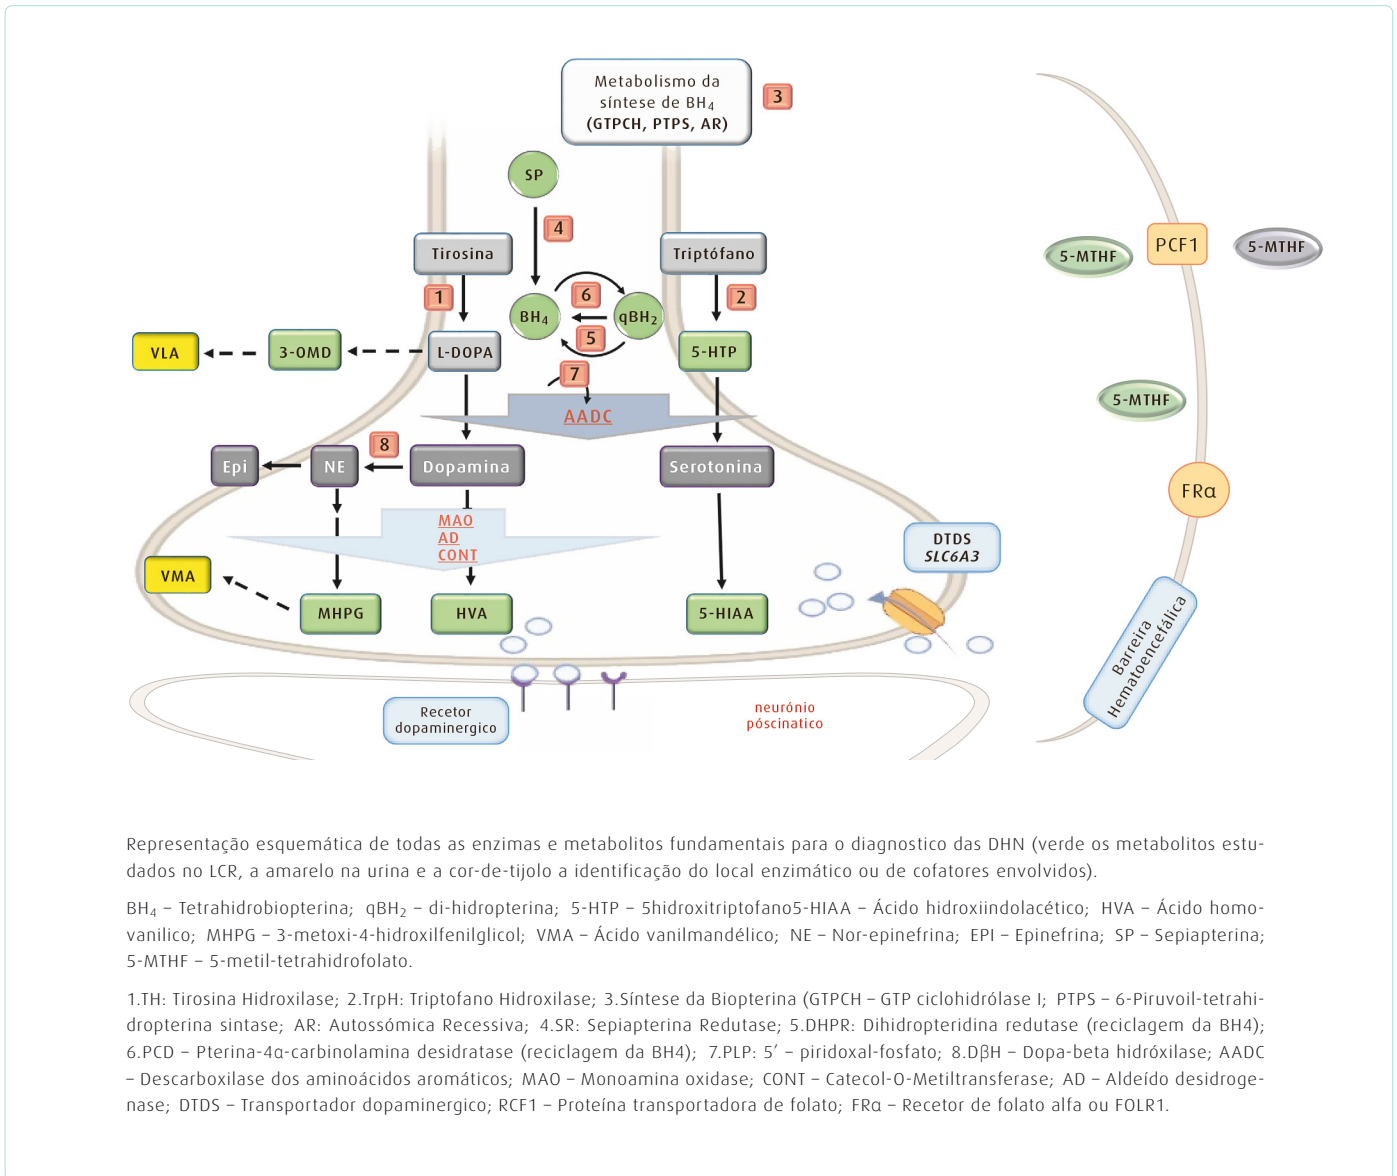 Metabolismo da
síntese de BH₄
(GTPCH, PTPS, AR)
3
SP
4
Tirosina
Triptófano
PCF1
5-MTHF
5-MTHF
1
6
2
BH₄
qBH₂
5
VLA
3-OMD
L-DOPA
5-HTP
7
5-MTHF
AADC
8
Epi
NE
Dopamina
Serotonina
FRα
MAO
AD
CONT
DTDS
SLC6A3
VMA
MHPG
HVA
5-HIAA
Barreira
Hematoencefálica
Recetor
dopaminergico
neurónio
póscinatico
Representação esquemática de todas as enzimas e metabolitos fundamentais para o diagnostico das DHN (verde os metabolitos estu-
dados no LCR, a amarelo na urina e a cor-de-tijolo a identificação do local enzimático ou de cofatores envolvidos).
BH₄ – Tetrahidrobiopterina; qBH₂ – di-hidropterina; 5-HTP – 5hidroxitriptofano5-HIAA – Ácido hidroxiindolacético; HVA – Ácido homo-
vanilico; MHPG – 3-metoxi-4-hidroxilfenilglicol; VMA – Ácido vanilmandélico; NE – Nor-epinefrina; EPI – Epinefrina; SP – Sepiapterina;
5-MTHF – 5-metil-tetrahidrofolato.
1.TH: Tirosina Hidroxilase; 2.TrpH: Triptofano Hidroxilase; 3.Síntese da Biopterina (GTPCH – GTP ciclohidrólase I; PTPS – 6-Piruvoil-tetrahi-
dropterina sintase; AR: Autossómica Recessiva; 4.SR: Sepiapterina Redutase; 5.DHPR: Dihidropteridina redutase (reciclagem da BH4);
6.PCD – Pterina-4α-carbinolamina desidratase (reciclagem da BH4); 7.PLP: 5′ – piridoxal-fosfato; 8.DβH – Dopa-beta hidróxilase; AADC
– Descarboxilase dos aminoácidos aromáticos; MAO – Monoamina oxidase; CONT – Catecol-O-Metiltransferase; AD – Aldeído desidroge-
nase; DTDS – Transportador dopaminergico; RCF1 – Proteína transportadora de folato; FRα – Recetor de folato alfa ou FOLR1.